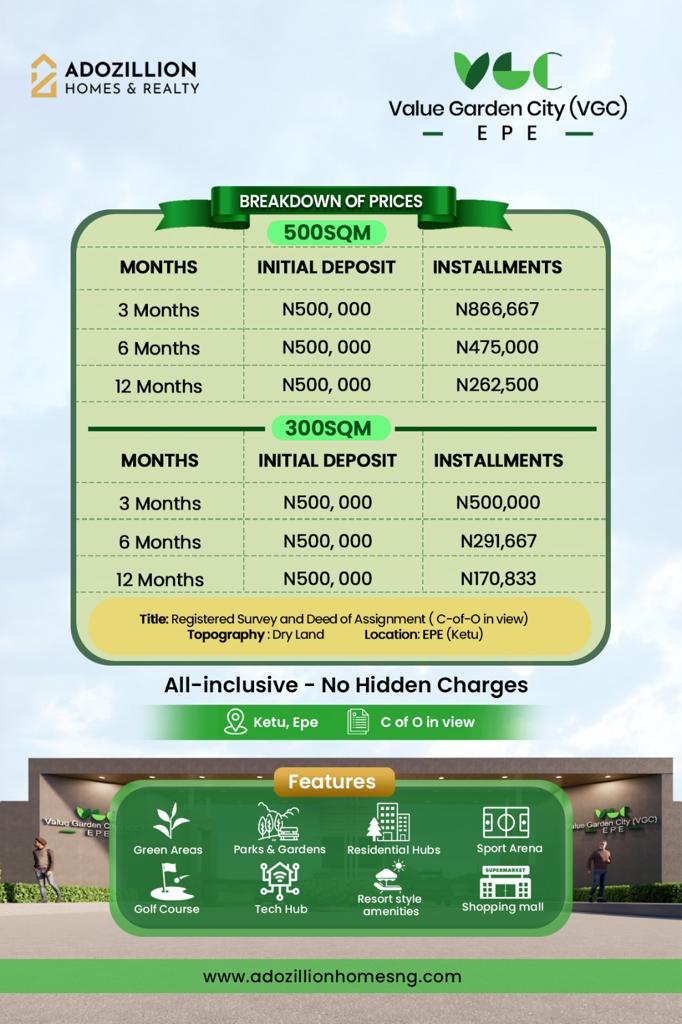 ADOZILLION
HOMES & REALTY
VGC
Value Garden City (VGC)
EPE
BREAKDOWN OF PRICES
500SQM
MONTHS INITIAL DEPOSIT INSTALLMENTS
3 Months N500, 000 N866,667
6 Months N500, 000 N475,000
12 Months N500, 000 N262,500
300SQM
MONTHS INITIAL DEPOSIT INSTALLMENTS
3 Months N500, 000 N500,000
6 Months N500, 000 N291,667
12 Months N500, 000 N170,833
Title: Registered Survey and Deed of Assignment ( C-of-O in view)
Topography : Dry Land Location: EPE (Ketu)
All-inclusive - No Hidden Charges
Ketu, Epe C of O in view
Features
VGC
Value Garden C
EPE
VGC
alue Garden City (VGC)
EPE
Green Areas Parks & Gardens Residential Hubs Sport Arena
SUPERMARKET
Golf Course Tech Hub Resort style amenities Shopping mall
www.adozillionhomesng.com